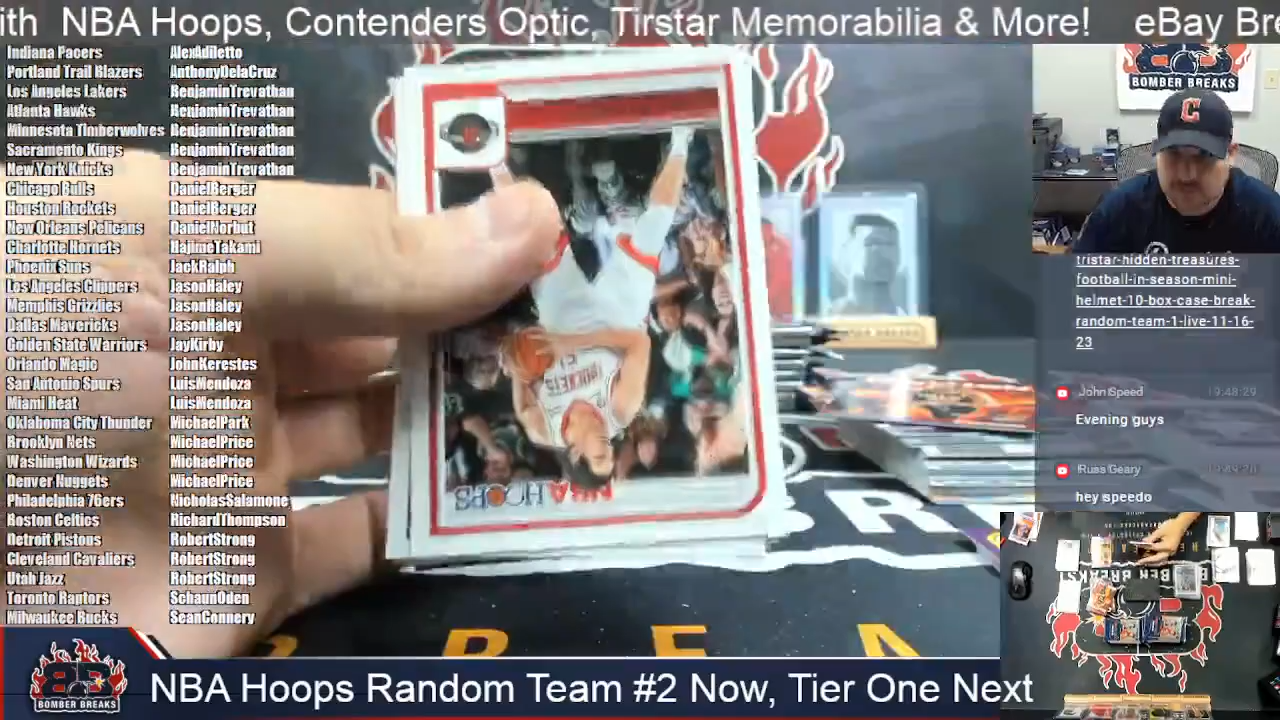 ith NBA Hoops, Contenders Optic, Tirstar Memorabilia & More! eBay Bre
Indiana Pacers AlexAdiletto
Portland Trail Blazers AnthonyDelaCruz
Los Angeles Lakers BenjaminTrevathan
Atlanta Hawks BenjaminTrevathan
Minnesota Timberwolves BenjaminTrevathan
Sacramento Kings BenjaminTrevathan
New York Knicks BenjaminTrevathan
Chicago Bulls DanielBerger
Houston Rockets DanielBerger
New Orleans Pelicans DanielNorbut
Charlotte Hornets HajimeTakami
Phoenix Suns JackRalph
Los Angeles Clippers JasonHaley
Memphis Grizzlies JasonHaley
Dallas Mavericks JasonHaley
Golden State Warriors JayKirby
Orlando Magic JohnKerestes
San Antonio Spurs LuisMendoza
Miami Heat LuisMendoza
Oklahoma City Thunder MichaelPark
Brooklyn Nets MichaelPrice
Washington Wizards MichaelPrice
Denver Nuggets MichaelPrice
Philadelphia 76ers NicholasSalamone
Boston Celtics RichardThompson
Detroit Pistons RobertStrong
Cleveland Cavaliers RobertStrong
Utah Jazz RobertStrong
Toronto Raptors SchaunOden
Milwaukee Bucks SeanConnery
NBA HOOPS
ROCKETS
BOMBER BREAKS
C
tristar-hidden-treasures-
football-in-season-mini-
helmet-10-box-case-break-
random-team-1-live-11-16-
23
John Speed 19:48:29
Evening guys
Russ Geary
hey speedo
BOMBER BREAKS
NBA Hoops Random Team #2 Now, Tier One Next